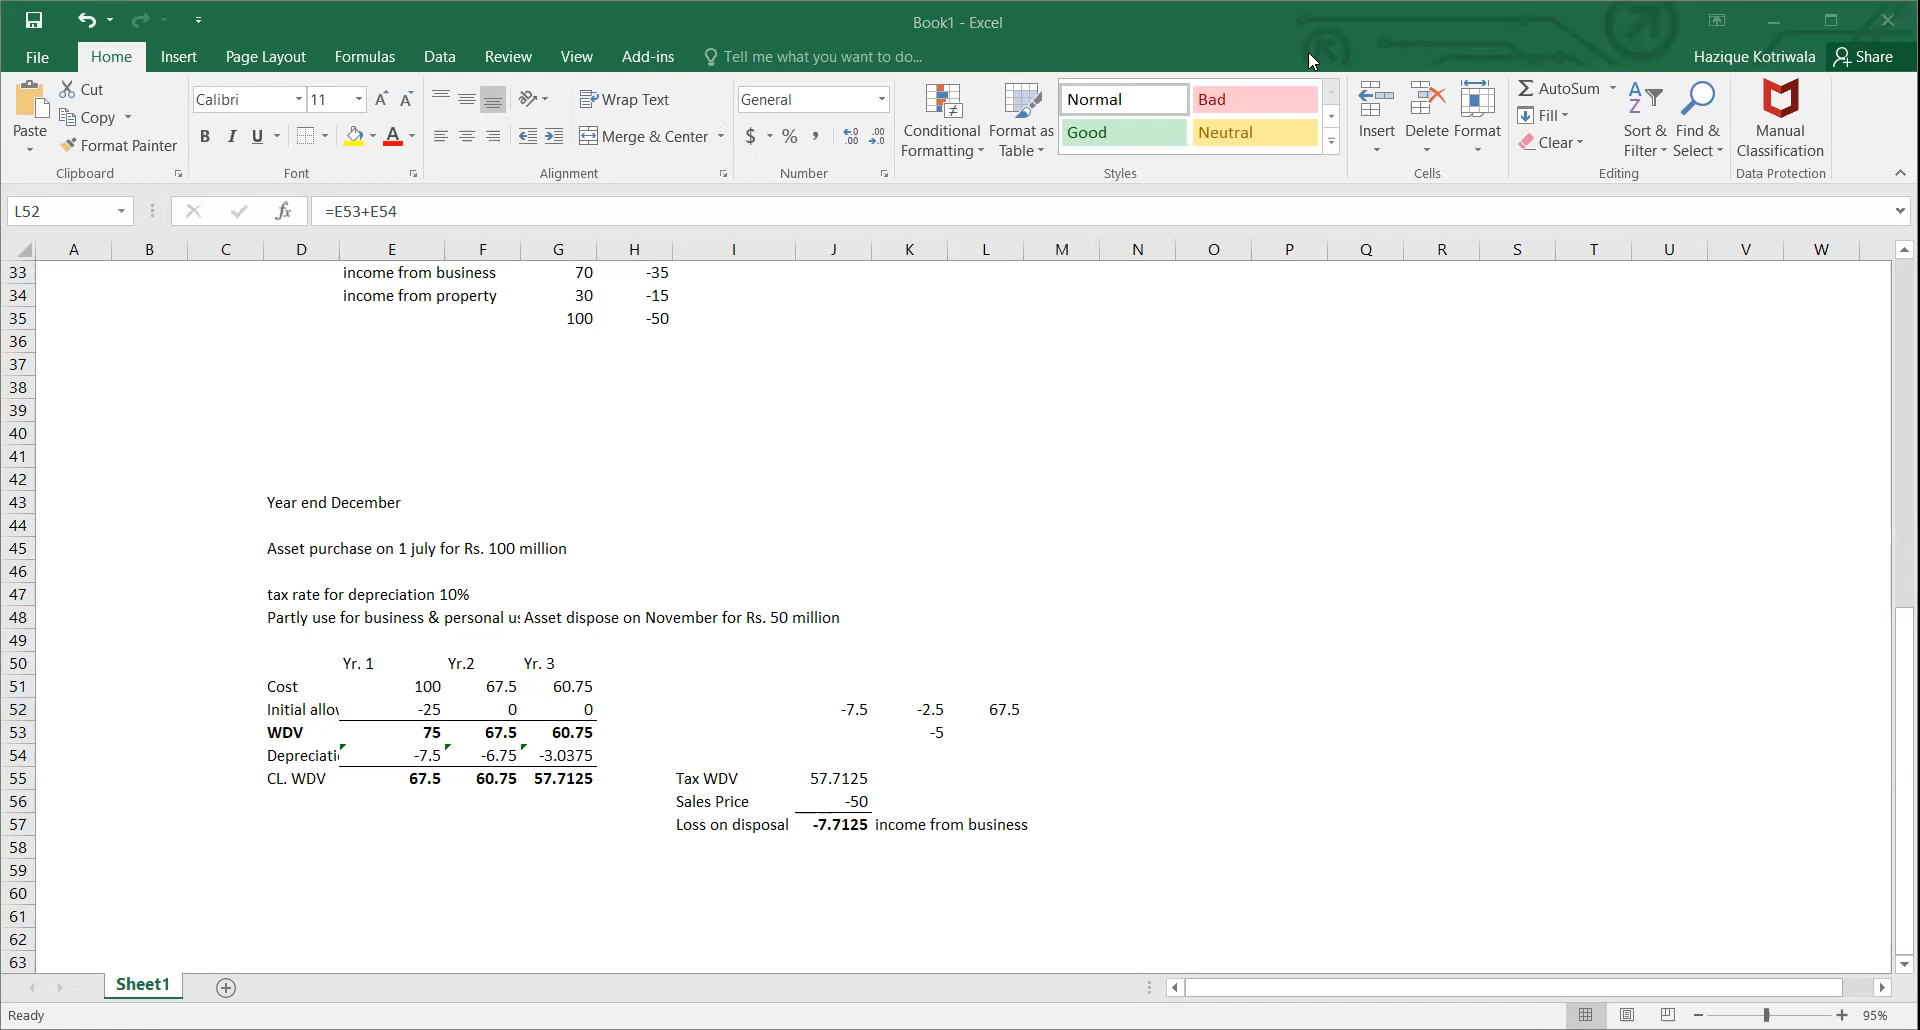 Book1 - Excel
File Home Insert Page Layout Formulas Data Review View Add-ins Tell me what you want to do... Hazique Kotriwala Share
Paste Cut Copy Format Painter Clipboard
Calibri 11 B I U A Font
Wrap Text Merge & Center Alignment
General $ % , Number
Conditional Formatting Format as Table Normal Bad Good Neutral Styles
Insert Delete Format Cells
AutoSum Fill Clear Sort & Filter Find & Select Editing
Manual Classification Data Protection
L52 fx =E53+E54
A B C D E F G H I J K L M N O P Q R S T U V W
33 income from business 70 -35
34 income from property 30 -15
35 100 -50
36
37
38
39
40
41
42
43 Year end December
44
45 Asset purchase on 1 july for Rs. 100 million
46
47 tax rate for depreciation 10%
48 Partly use for business & personal us Asset dispose on November for Rs. 50 million
49
50 Yr. 1 Yr.2 Yr. 3
51 Cost 100 67.5 60.75
52 Initial allow -25 0 0 -7.5 -2.5 67.5
53 WDV 75 67.5 60.75 -5
54 Depreciati -7.5 -6.75 -3.0375
55 CL. WDV 67.5 60.75 57.7125 Tax WDV 57.7125
56 Sales Price -50
57 Loss on disposal -7.7125 income from business
58
59
60
61
62
63
Sheet1
Ready 95%